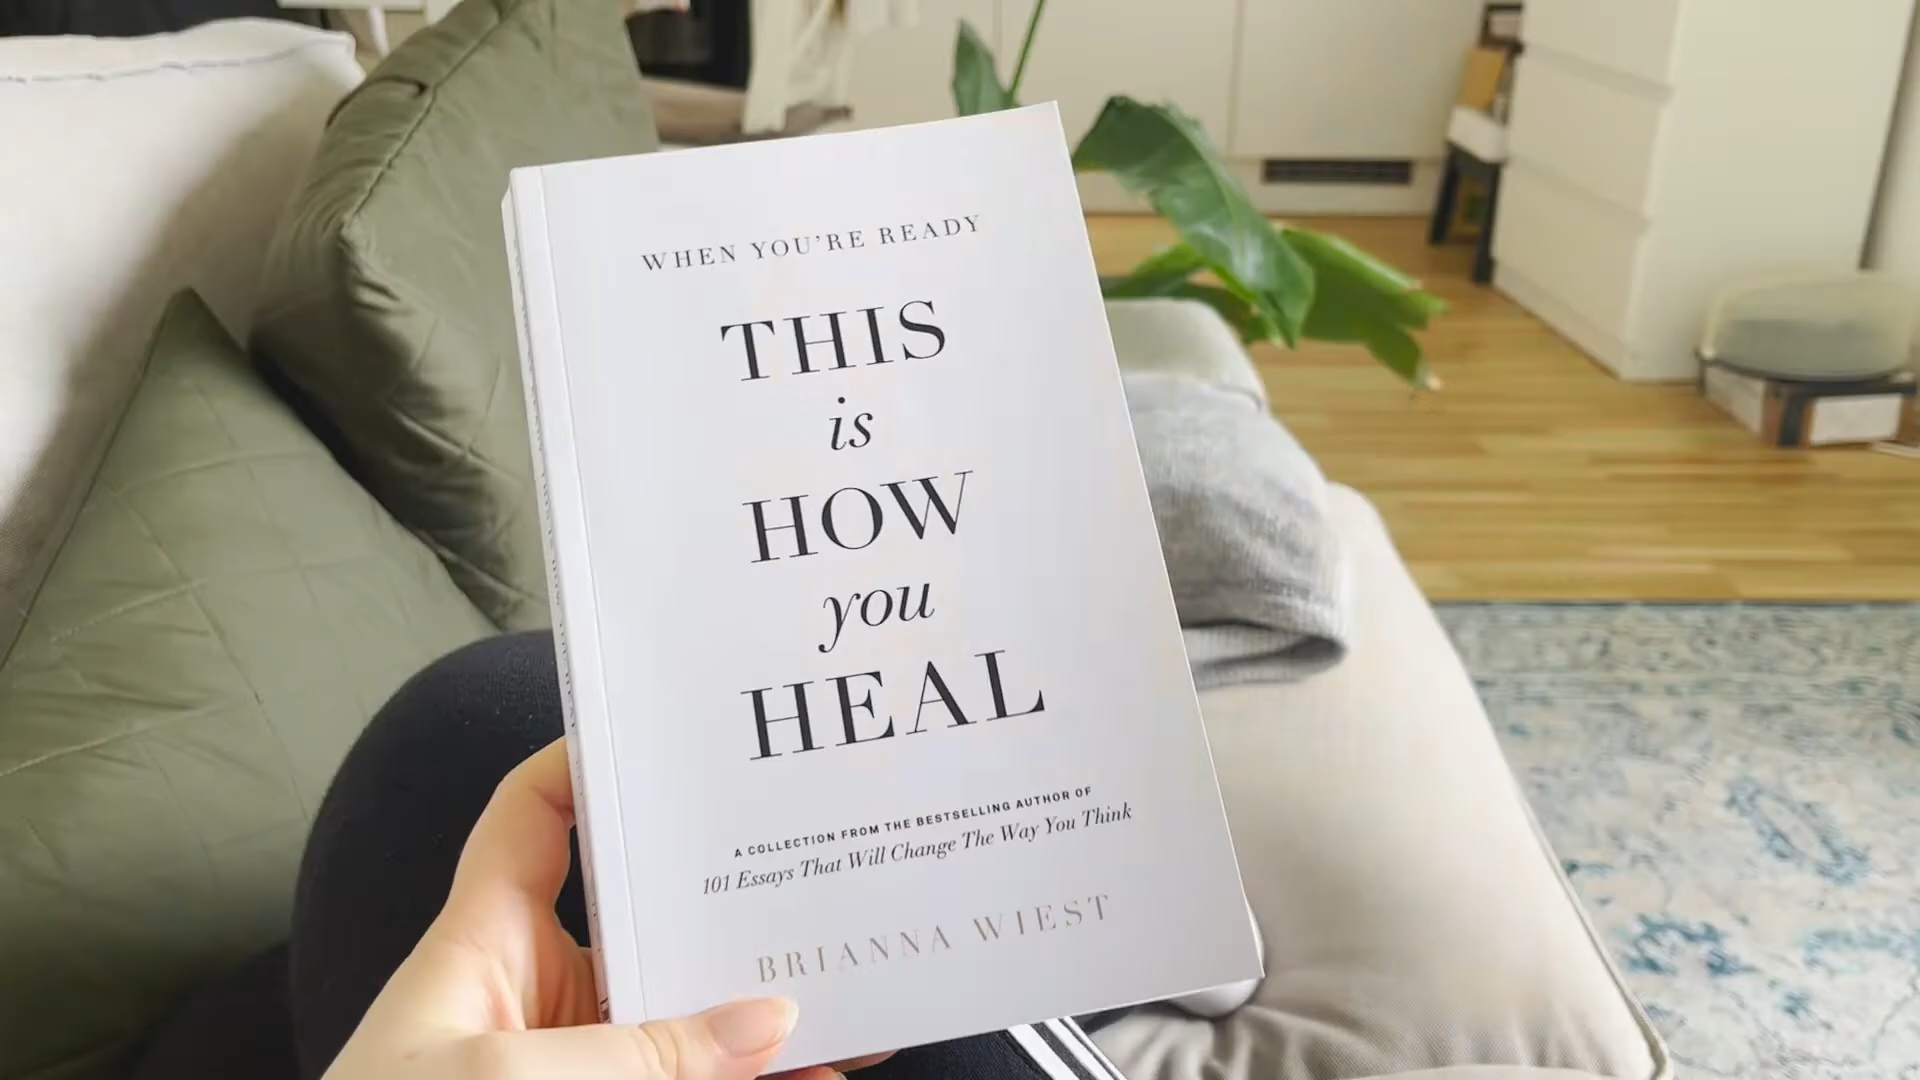 WHEN YOU'RE READY
THIS
is
HOW
you
HEAL
A COLLECTION FROM THE BESTSELLING AUTHOR OF
101 Essays That Will Change The Way You Think
BRIANNA WIEST